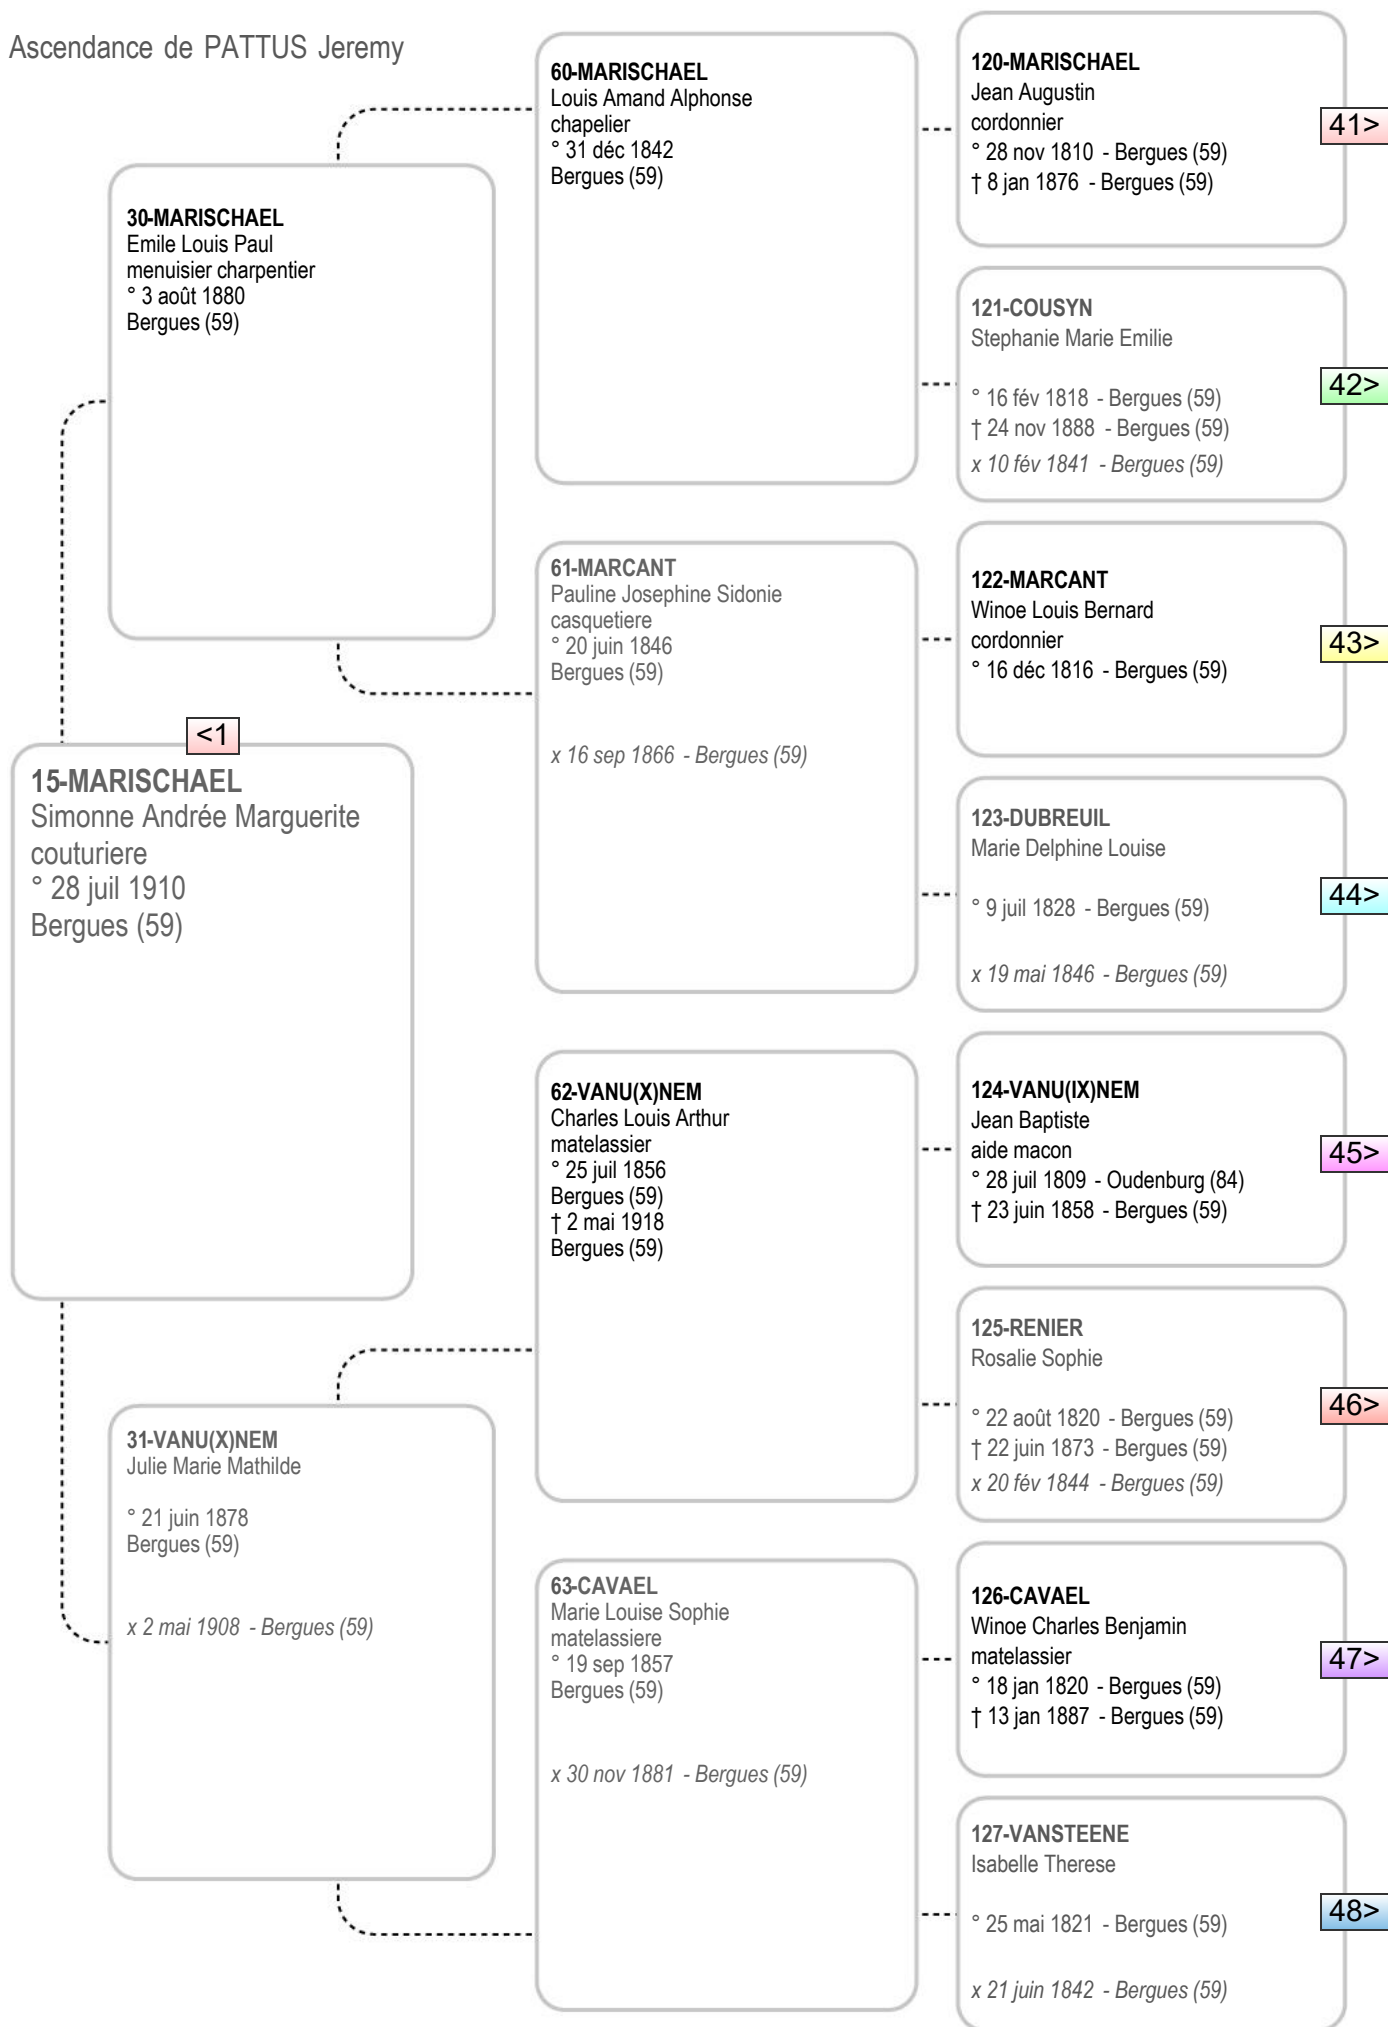 Ascendance de PATTUS Jeremy
<1
15-MARISCHAEL
Simonne Andrée Marguerite
couturiere
° 28 juil 1910
Bergues (59)
30-MARISCHAEL
Emile Louis Paul
menuisier charpentier
° 3 août 1880
Bergues (59)
31-VANU(X)NEM
Julie Marie Mathilde
° 21 juin 1878
Bergues (59)
x 2 mai 1908 - Bergues (59)
60-MARISCHAEL
Louis Amand Alphonse
chapelier
° 31 déc 1842
Bergues (59)
61-MARCANT
Pauline Josephine Sidonie
casquetiere
° 20 juin 1846
Bergues (59)
x 16 sep 1866 - Bergues (59)
62-VANU(X)NEM
Charles Louis Arthur
matelassier
° 25 juil 1856
Bergues (59)
† 2 mai 1918
Bergues (59)
63-CAVAEL
Marie Louise Sophie
matelassiere
° 19 sep 1857
Bergues (59)
x 30 nov 1881 - Bergues (59)
120-MARISCHAEL
Jean Augustin
cordonnier
° 28 nov 1810 - Bergues (59)
† 8 jan 1876 - Bergues (59)
41>
121-COUSYN
Stephanie Marie Emilie
° 16 fév 1818 - Bergues (59)
† 24 nov 1888 - Bergues (59)
x 10 fév 1841 - Bergues (59)
42>
122-MARCANT
Winoe Louis Bernard
cordonnier
° 16 déc 1816 - Bergues (59)
43>
123-DUBREUIL
Marie Delphine Louise
° 9 juil 1828 - Bergues (59)
x 19 mai 1846 - Bergues (59)
44>
124-VANU(IX)NEM
Jean Baptiste
aide macon
° 28 juil 1809 - Oudenburg (84)
† 23 juin 1858 - Bergues (59)
45>
125-RENIER
Rosalie Sophie
° 22 août 1820 - Bergues (59)
† 22 juin 1873 - Bergues (59)
x 20 fév 1844 - Bergues (59)
46>
126-CAVAEL
Winoe Charles Benjamin
matelassier
° 18 jan 1820 - Bergues (59)
† 13 jan 1887 - Bergues (59)
47>
127-VANSTEENE
Isabelle Therese
° 25 mai 1821 - Bergues (59)
x 21 juin 1842 - Bergues (59)
48>